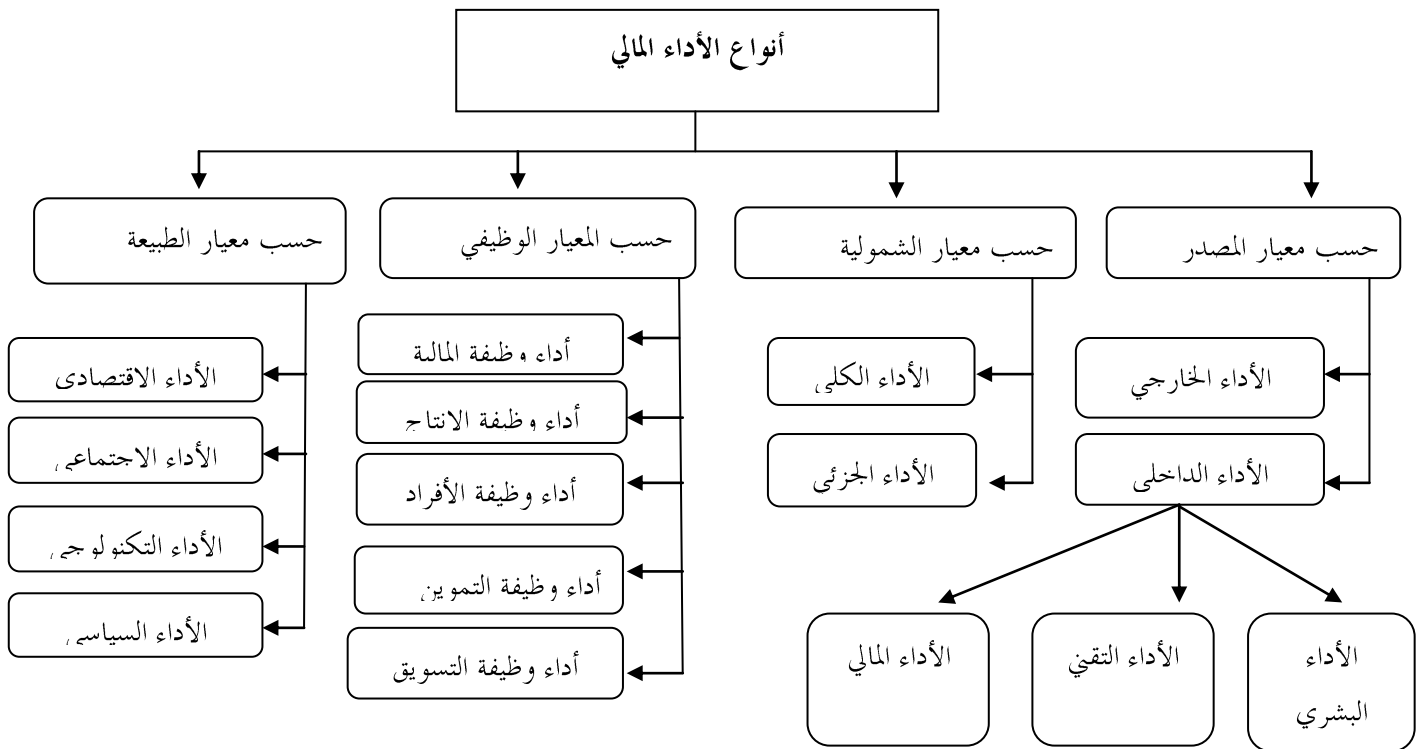 أنواع الأداء المالي
حسب معيار المصدر
حسب معيار الشمولية
حسب المعيار الوظيفي
حسب معيار الطبيعة
الأداء الخارجي
الأداء الداخلي
الأداء البشري
الأداء التقني
الأداء المالي
الأداء الكلي
الأداء الجزئي
أداء وظيفة المالية
أداء وظيفة الانتاج
أداء وظيفة الأفراد
أداء وظيفة التموين
أداء وظيفة التسويق
الأداء الاقتصادي
الأداء الاجتماعي
الأداء التكنولوجي
الأداء السياسي